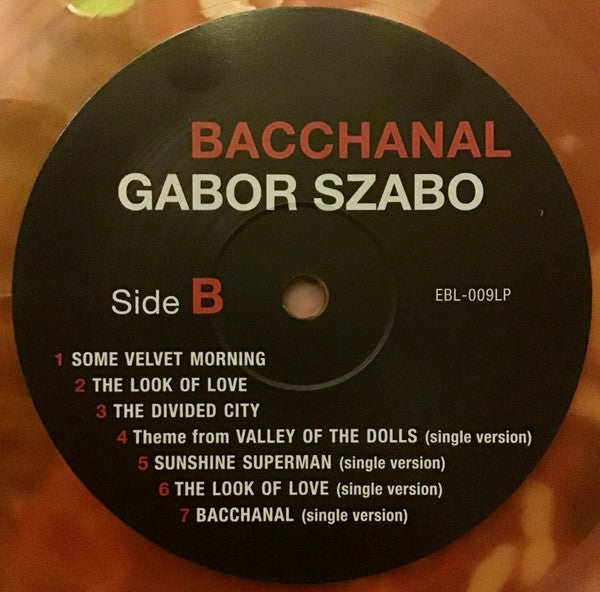 BACCHANAL
GABOR SZABO
Side B
EBL-009LP
1 SOME VELVET MORNING
2 THE LOOK OF LOVE
3 THE DIVIDED CITY
4 Theme from VALLEY OF THE DOLLS (single version)
5 SUNSHINE SUPERMAN (single version)
6 THE LOOK OF LOVE (single version)
7 BACCHANAL (single version)